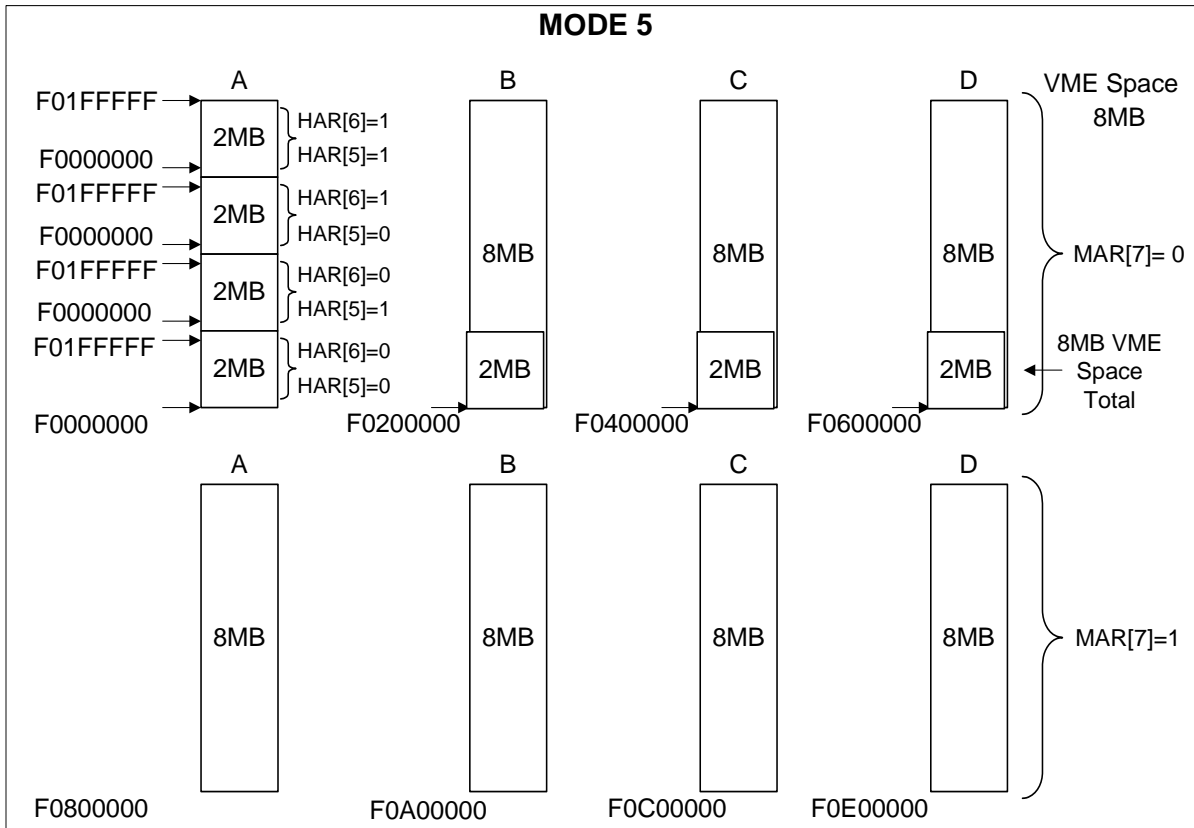 MODE 5
A
B
C
D
VME Space
8MB
F01FFFFF
2MB
HAR[6]=1
HAR[5]=1
F0000000
F01FFFFF
2MB
HAR[6]=1
HAR[5]=0
F0000000
F01FFFFF
2MB
HAR[6]=0
HAR[5]=1
F0000000
F01FFFFF
2MB
HAR[6]=0
HAR[5]=0
F0000000
8MB
2MB
F0200000
8MB
2MB
F0400000
8MB
2MB
F0600000
MAR[7]= 0
8MB VME
Space
Total
A
B
C
D
8MB
8MB
8MB
8MB
MAR[7]=1
F0800000
F0A00000
F0C00000
F0E00000